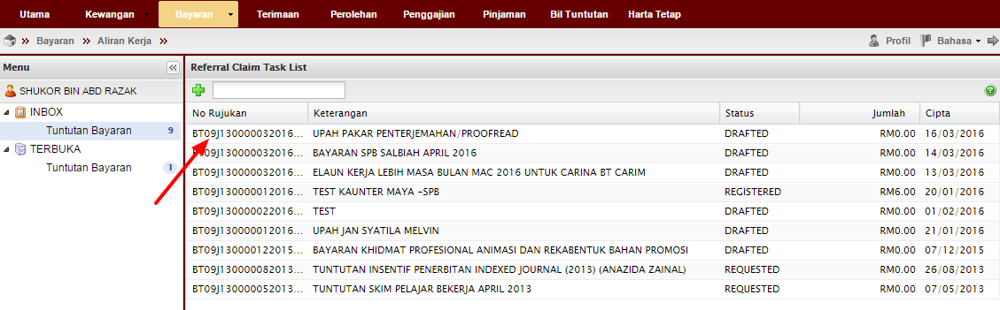 Utama Kewangan Bayaran Terimaan Perolehan Penggajian Pinjaman Bil Tuntutan Harta Tetap
Bayaran Aliran Kerja Profil Bahasa
Menu
SHUKOR BIN ABD RAZAK
INBOX
Tuntutan Bayaran 9
TERBUKA
Tuntutan Bayaran 1
Referral Claim Task List
No Rujukan Keterangan Status Jumlah Cipta
BT09J130000032016... UPAH PAKAR PENTERJEMAHAN/PROOFREAD DRAFTED RM0.00 16/03/2016
BT09J130000032016... BAYARAN SPB SALBIAH APRIL 2016 DRAFTED RM0.00 14/03/2016
BT09J130000032016... ELAUN KERJA LEBIH MASA BULAN MAC 2016 UNTUK CARINA BT CARIM DRAFTED RM0.00 13/03/2016
BT09J130000012016... TEST KAUNTER MAYA -SPB REGISTERED RM6.00 20/01/2016
BT09J130000022016... TEST DRAFTED RM0.00 01/02/2016
BT09J130000012016... UPAH JAN SYATILA MELVIN DRAFTED RM0.00 21/01/2016
BT09J130000122015... BAYARAN KHIDMAT PROFESIONAL ANIMASI DAN REKABENTUK BAHAN PROMOSI DRAFTED RM0.00 07/12/2015
BT09J130000082013... TUNTUTAN INSENTIF PENERBITAN INDEXED JOURNAL (2013) (ANAZIDA ZAINAL) REQUESTED RM0.00 26/08/2013
BT09J130000052013... TUNTUTAN SKIM PELAJAR BEKERJA APRIL 2013 REQUESTED RM0.00 07/05/2013